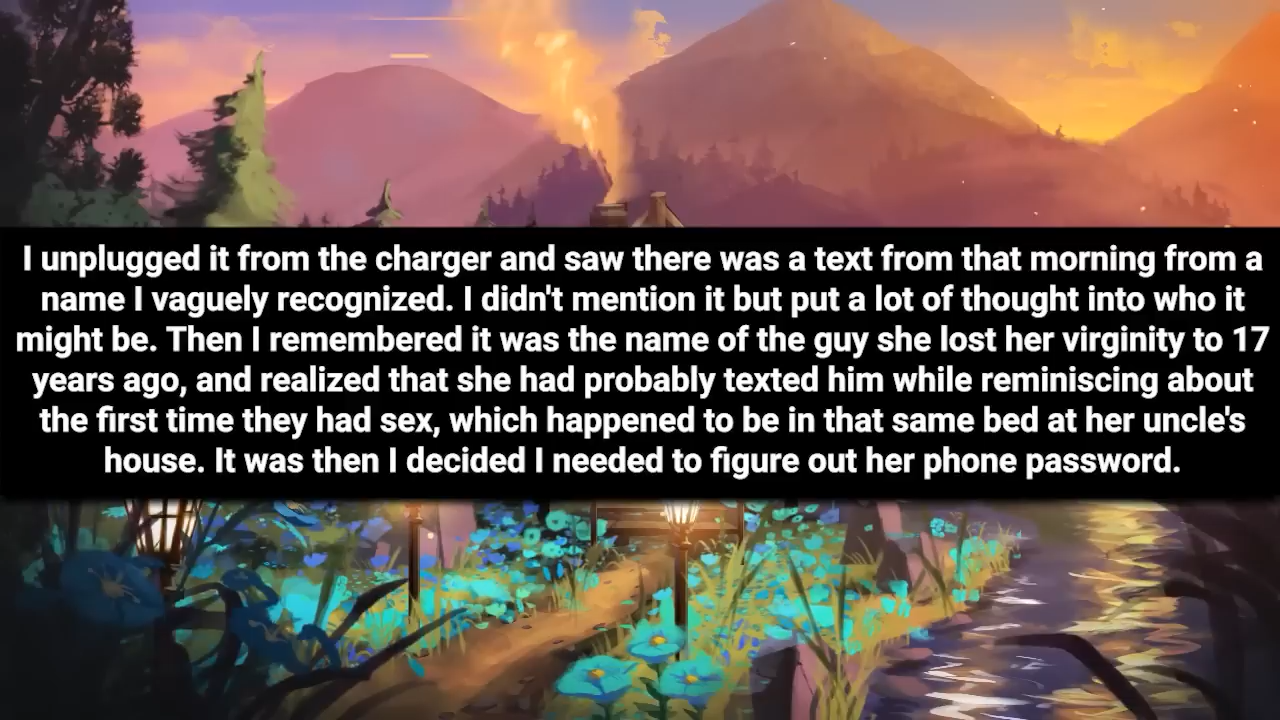 I unplugged it from the charger and saw there was a text from that morning from a
name I vaguely recognized. I didn't mention it but put a lot of thought into who it
might be. Then I remembered it was the name of the guy she lost her virginity to 17
years ago, and realized that she had probably texted him while reminiscing about
the first time they had sex, which happened to be in that same bed at her uncle's
house. It was then I decided I needed to figure out her phone password.